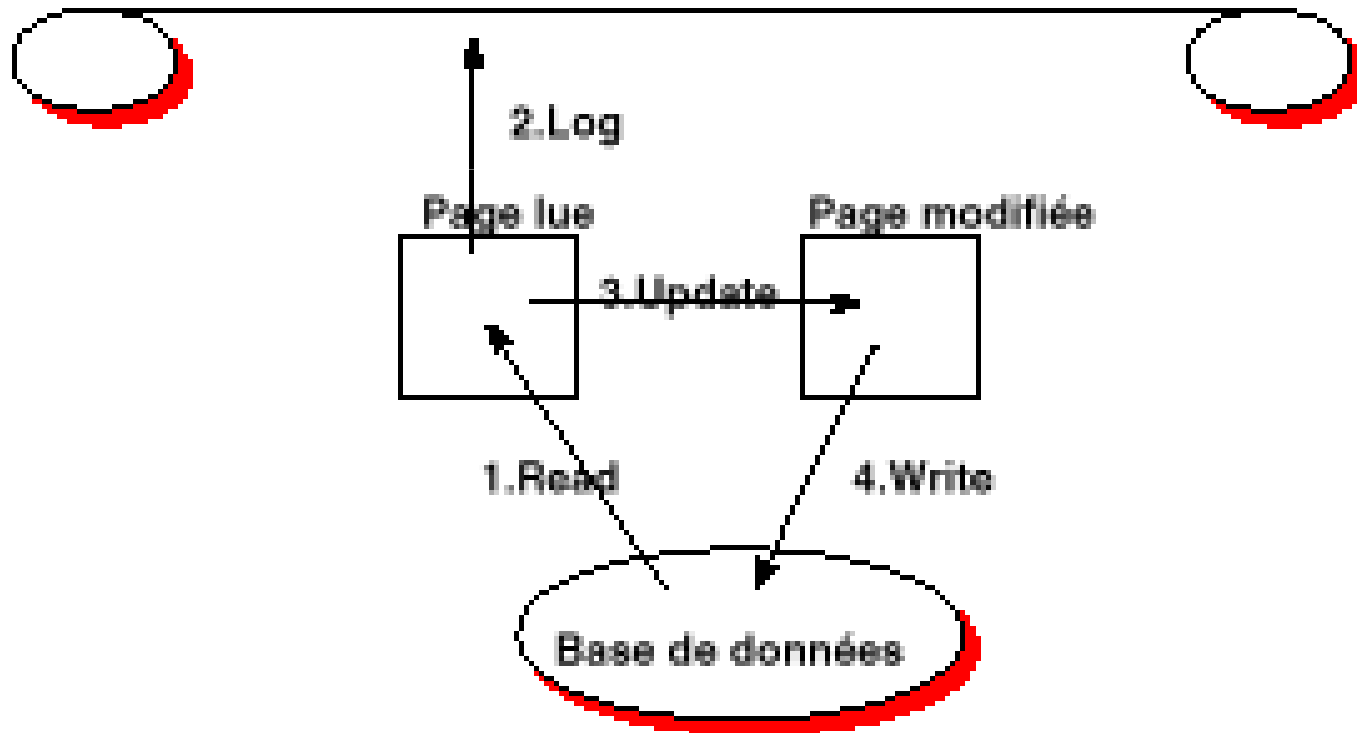 2.Log
Page lue
Page modifiée
3.Update
1.Read
4.Write
Base de données